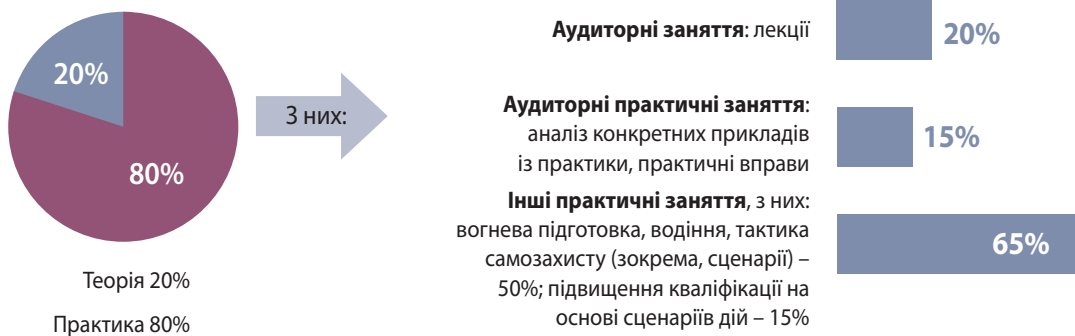 20%
80%
Теорія 20%
Практика 80%
З них:
Аудиторні заняття: лекції
20%
Аудиторні практичні заняття:
аналіз конкретних прикладів
із практики, практичні вправи
15%
Інші практичні заняття, з них:
вогнева підготовка, водіння, тактика
самозахисту (зокрема, сценарії) –
50%; підвищення кваліфікації на
основі сценаріїв дій – 15%
65%